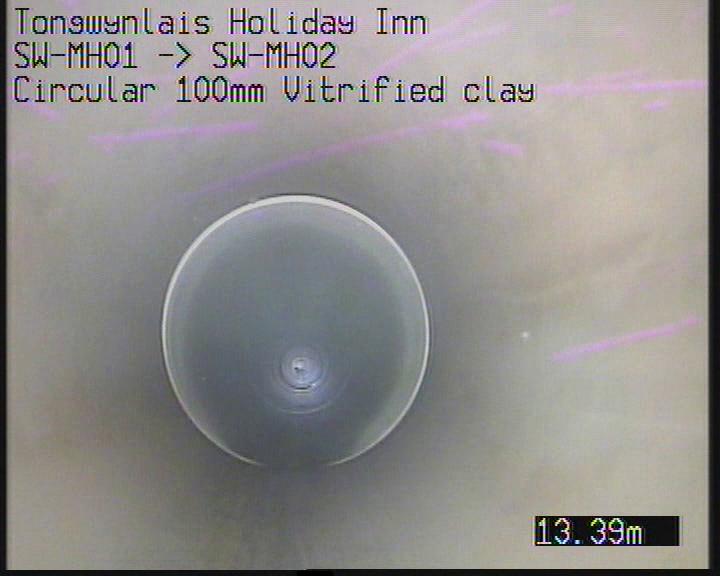 Tongwynlais Holiday Inn
SW-MH01 -> SW-MH02
Circular 100mm Vitrified clay
13.39m